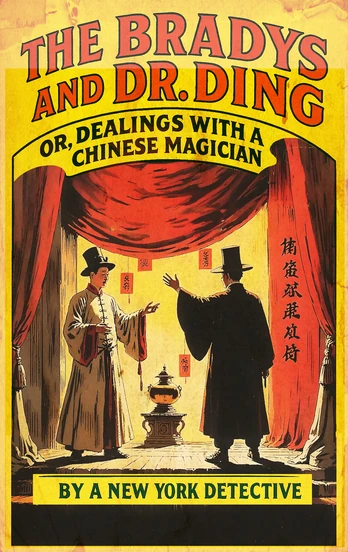 THE BRADYS
AND DR. DING
OR, DEALINGS WITH A
CHINESE MAGICIAN
BY A NEW YORK DETECTIVE